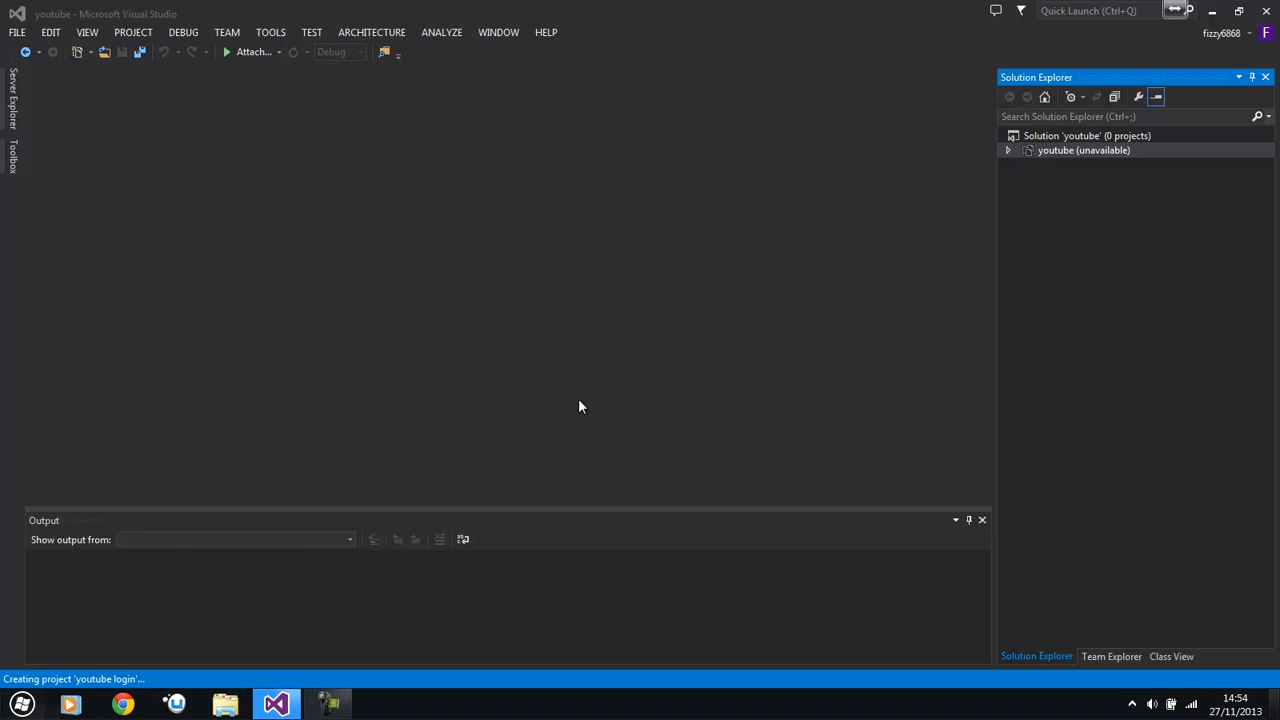 youtube - Microsoft Visual Studio
Quick Launch (Ctrl+Q)
FILE EDIT VIEW PROJECT DEBUG TEAM TOOLS TEST ARCHITECTURE ANALYZE WINDOW HELP
fizzy6868 F
Attach... Debug
Server Explorer
Toolbox
Solution Explorer
Search Solution Explorer (Ctrl+;)
Solution 'youtube' (0 projects)
youtube (unavailable)
Output
Show output from:
Solution Explorer Team Explorer Class View
Creating project 'youtube login'...
14:54
27/11/2013